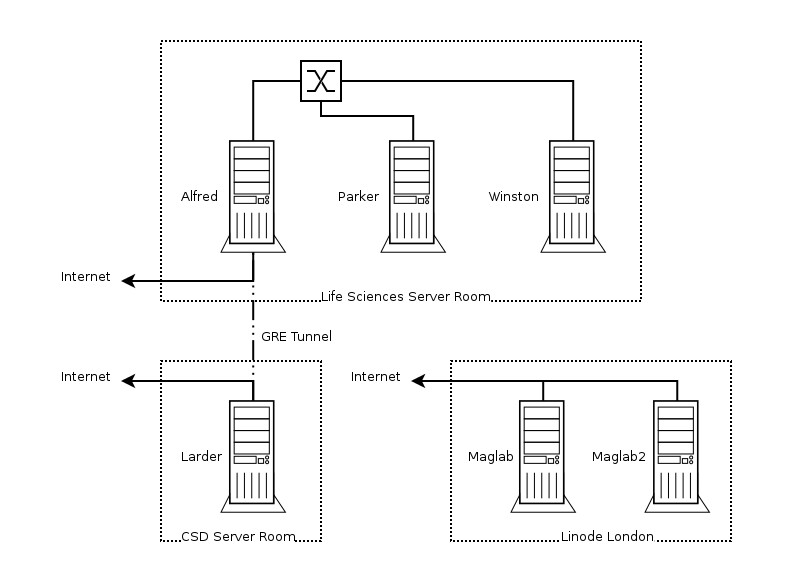 Alfred
Parker
Winston
Internet
Life Sciences Server Room
GRE Tunnel
Internet
Internet
Larder
Maglab
Maglab2
CSD Server Room
Linode London